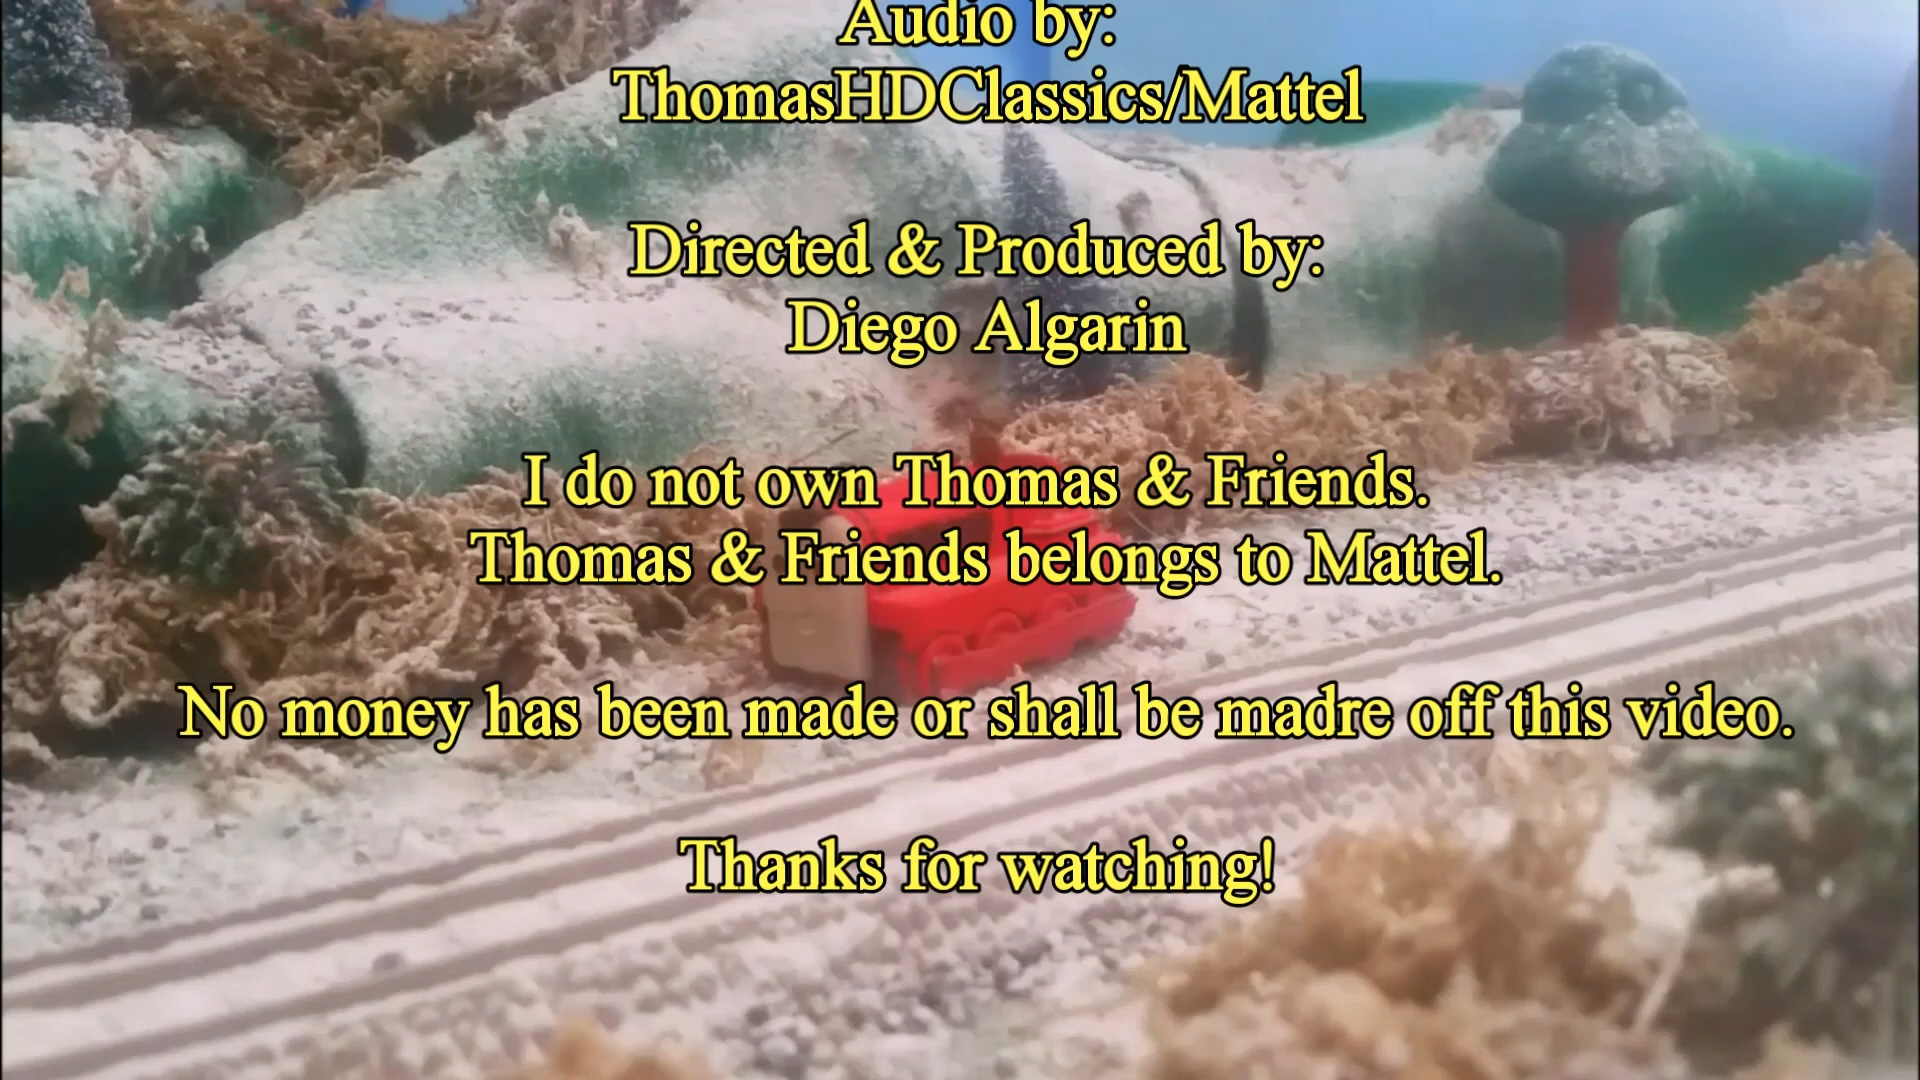 Audio by:
ThomasHDClassics/Mattel
Directed & Produced by:
Diego Algarin
I do not own Thomas & Friends.
Thomas & Friends belongs to Mattel.
No money has been made or shall be madre off this video.
Thanks for watching!